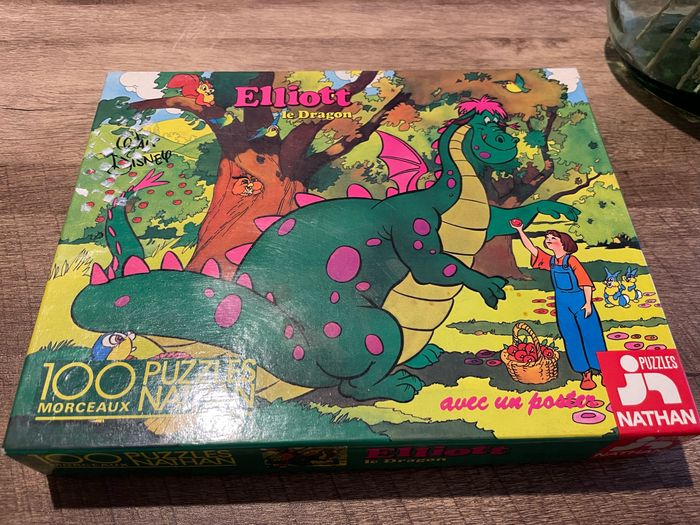 Elliott
le Dragon
DISNEY
100 PUZZLES
MORCEAUX NATHAN
avec un poster
PUZZLES
NATHAN
100 PUZZLES
MORCEAUX NATHAN
Elliott
le Dragon